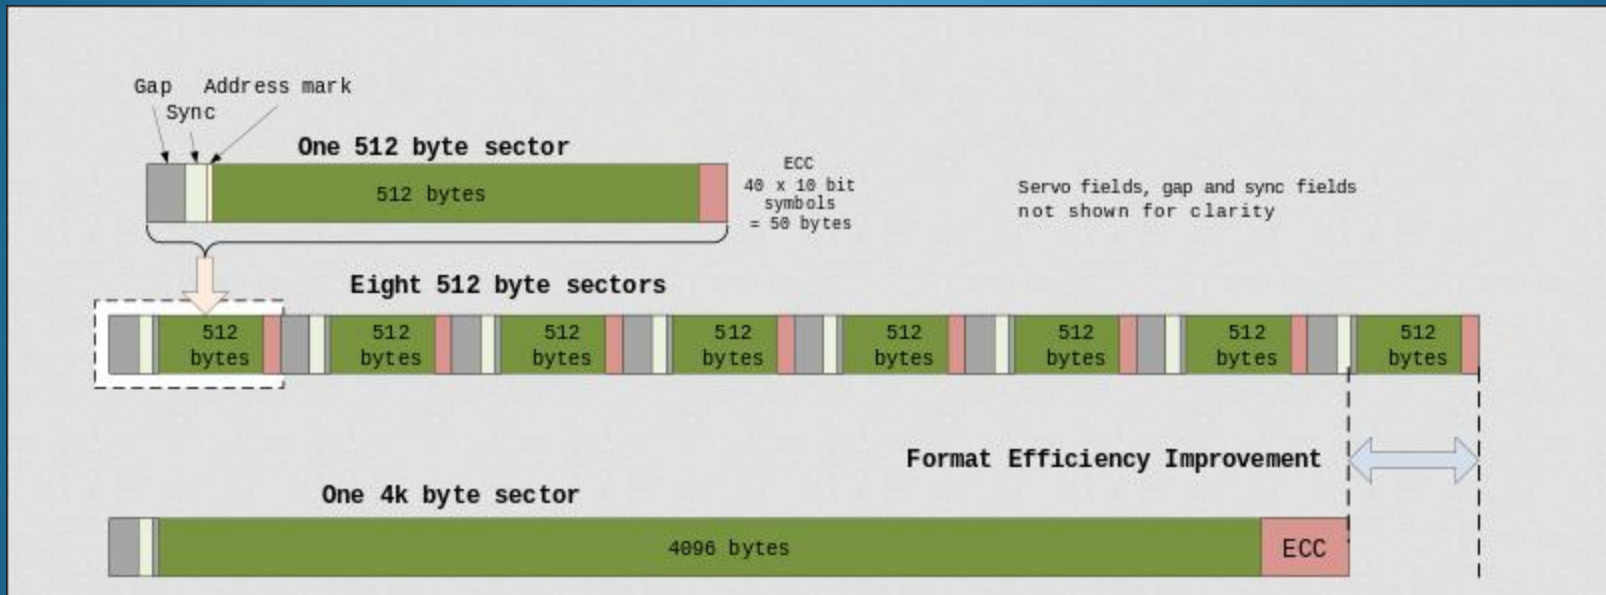 Gap
Address mark
Sync
One 512 byte sector
512 bytes
ECC
40 x 10 bit
symbols
= 50 bytes
Servo fields, gap and sync fields
not shown for clarity
Eight 512 byte sectors
512
bytes
512
bytes
512
bytes
512
bytes
512
bytes
512
bytes
512
bytes
512
bytes
Format Efficiency Improvement
One 4k byte sector
4096 bytes
ECC